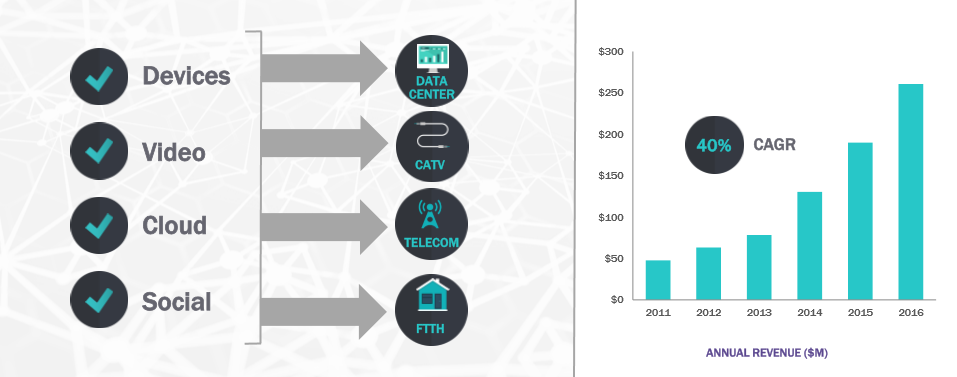 Devices
Video
Cloud
Social
DATA
CENTER
CATV
TELECOM
FTTH
$300
$250
$200
$150
$100
$50
$0
40% CAGR
2011 2012 2013 2014 2015 2016
ANNUAL REVENUE ($M)